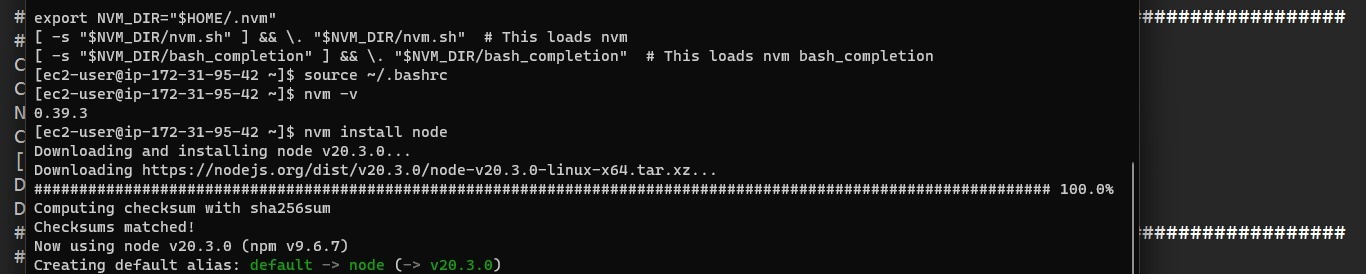 export NVM_DIR="$HOME/.nvm"
[ -s "$NVM_DIR/nvm.sh" ] && \. "$NVM_DIR/nvm.sh"  # This loads nvm
[ -s "$NVM_DIR/bash_completion" ] && \. "$NVM_DIR/bash_completion"  # This loads nvm bash_completion
[ec2-user@ip-172-31-95-42 ~]$ source ~/.bashrc
[ec2-user@ip-172-31-95-42 ~]$ nvm -v
0.39.3
[ec2-user@ip-172-31-95-42 ~]$ nvm install node
Downloading and installing node v20.3.0...
Downloading https://nodejs.org/dist/v20.3.0/node-v20.3.0-linux-x64.tar.xz...
################################################################################################################# 100.0%
Computing checksum with sha256sum
Checksums matched!
Now using node v20.3.0 (npm v9.6.7)
Creating default alias: default -> node (-> v20.3.0)